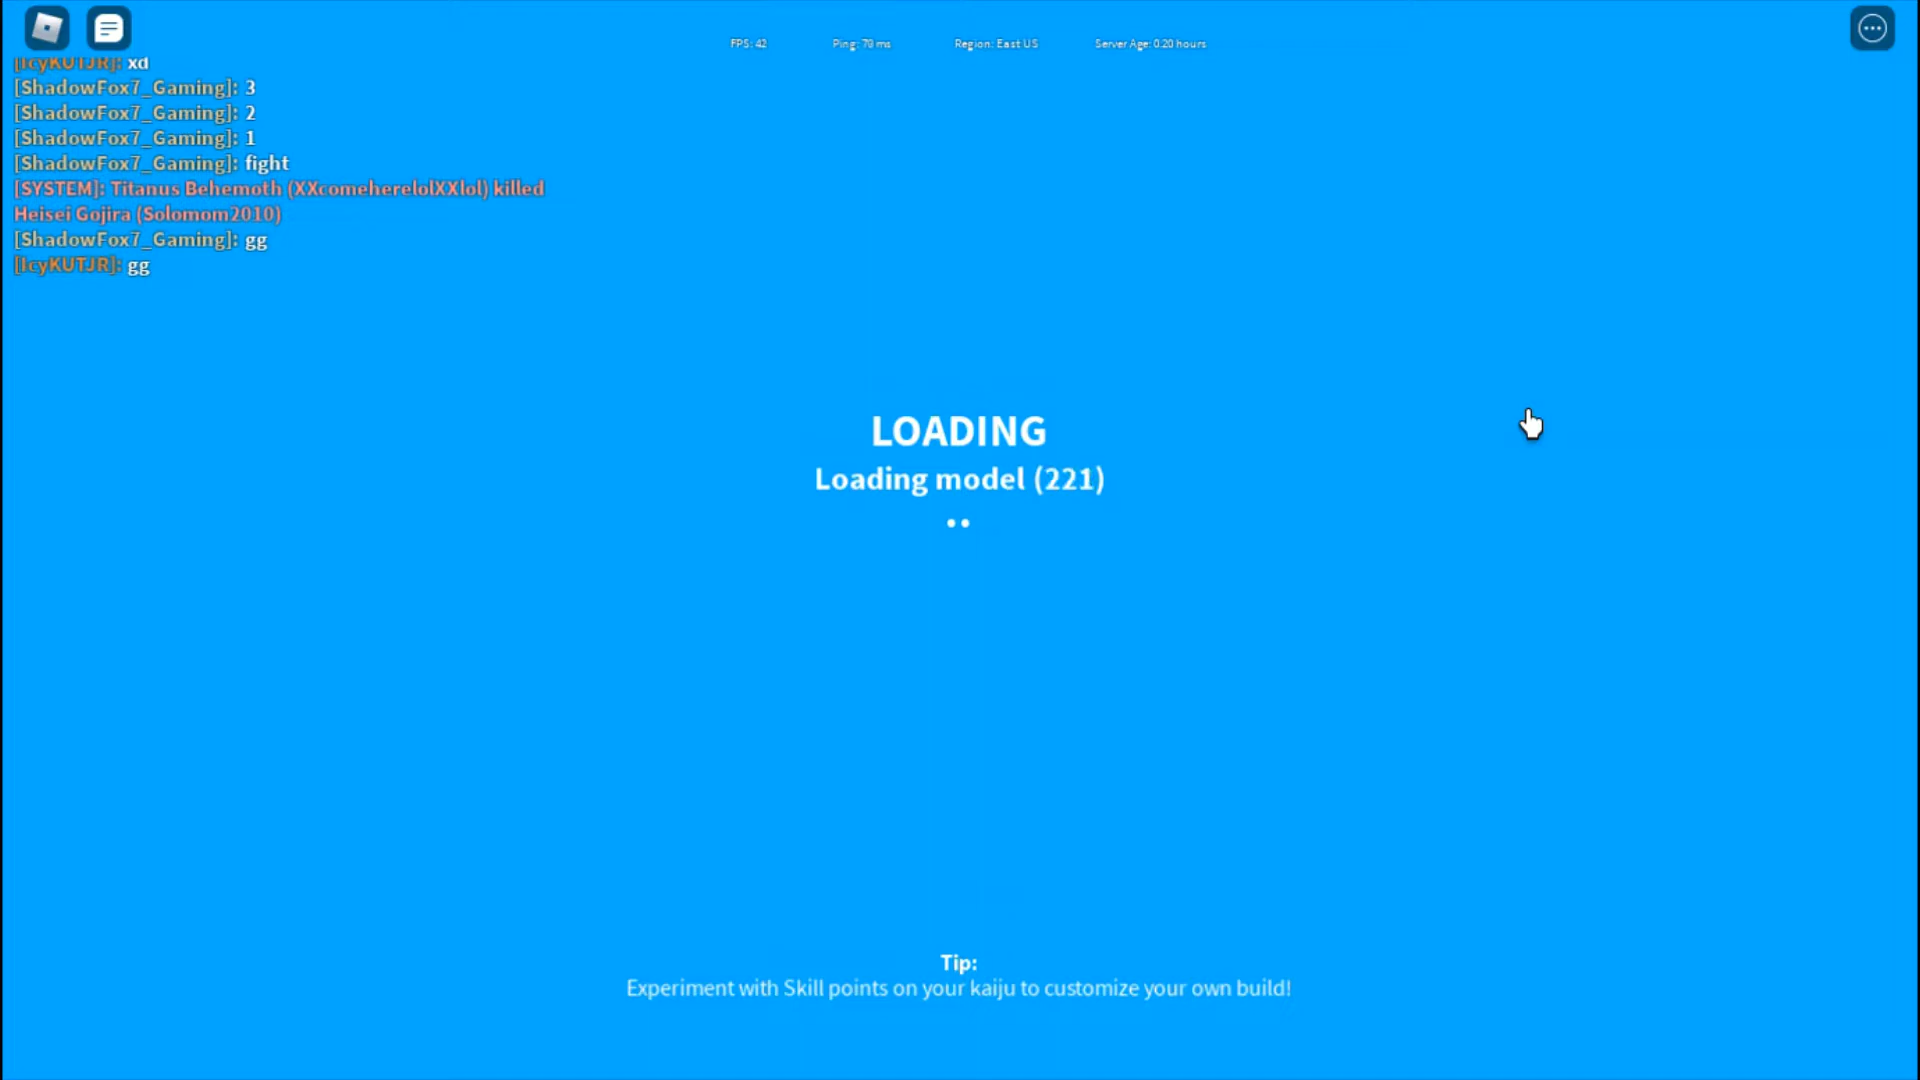 FPS: 42 Ping: 70 ms Region: East US Server Age: 0.20 hours
[IcyKUTJR]: xd
[ShadowFox7_Gaming]: 3
[ShadowFox7_Gaming]: 2
[ShadowFox7_Gaming]: 1
[ShadowFox7_Gaming]: fight
[SYSTEM]: Titanus Behemoth (XXcomeherelolXXlol) killed
Heisei Gojira (Solomom2010)
[ShadowFox7_Gaming]: gg
[IcyKUTJR]: gg
LOADING
Loading model (221)
Tip:
Experiment with Skill points on your kaiju to customize your own build!